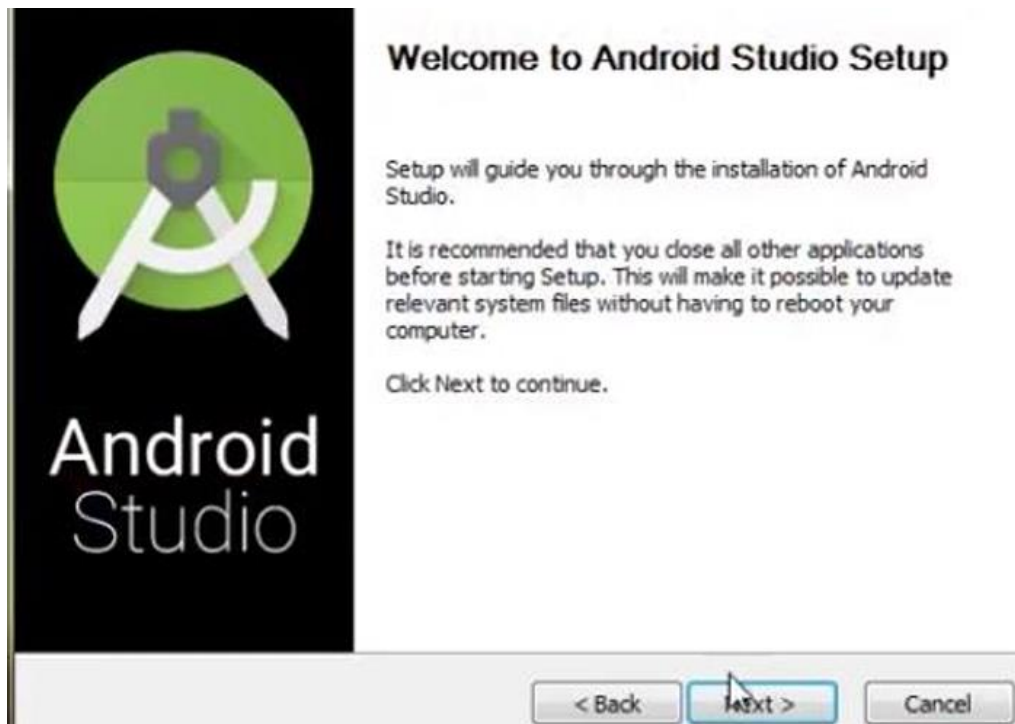 Welcome to Android Studio Setup
Setup will guide you through the installation of Android
Studio.
It is recommended that you close all other applications
before starting Setup. This will make it possible to update
relevant system files without having to reboot your
computer.
Click Next to continue.
Android
Studio
< Back
Next >
Cancel